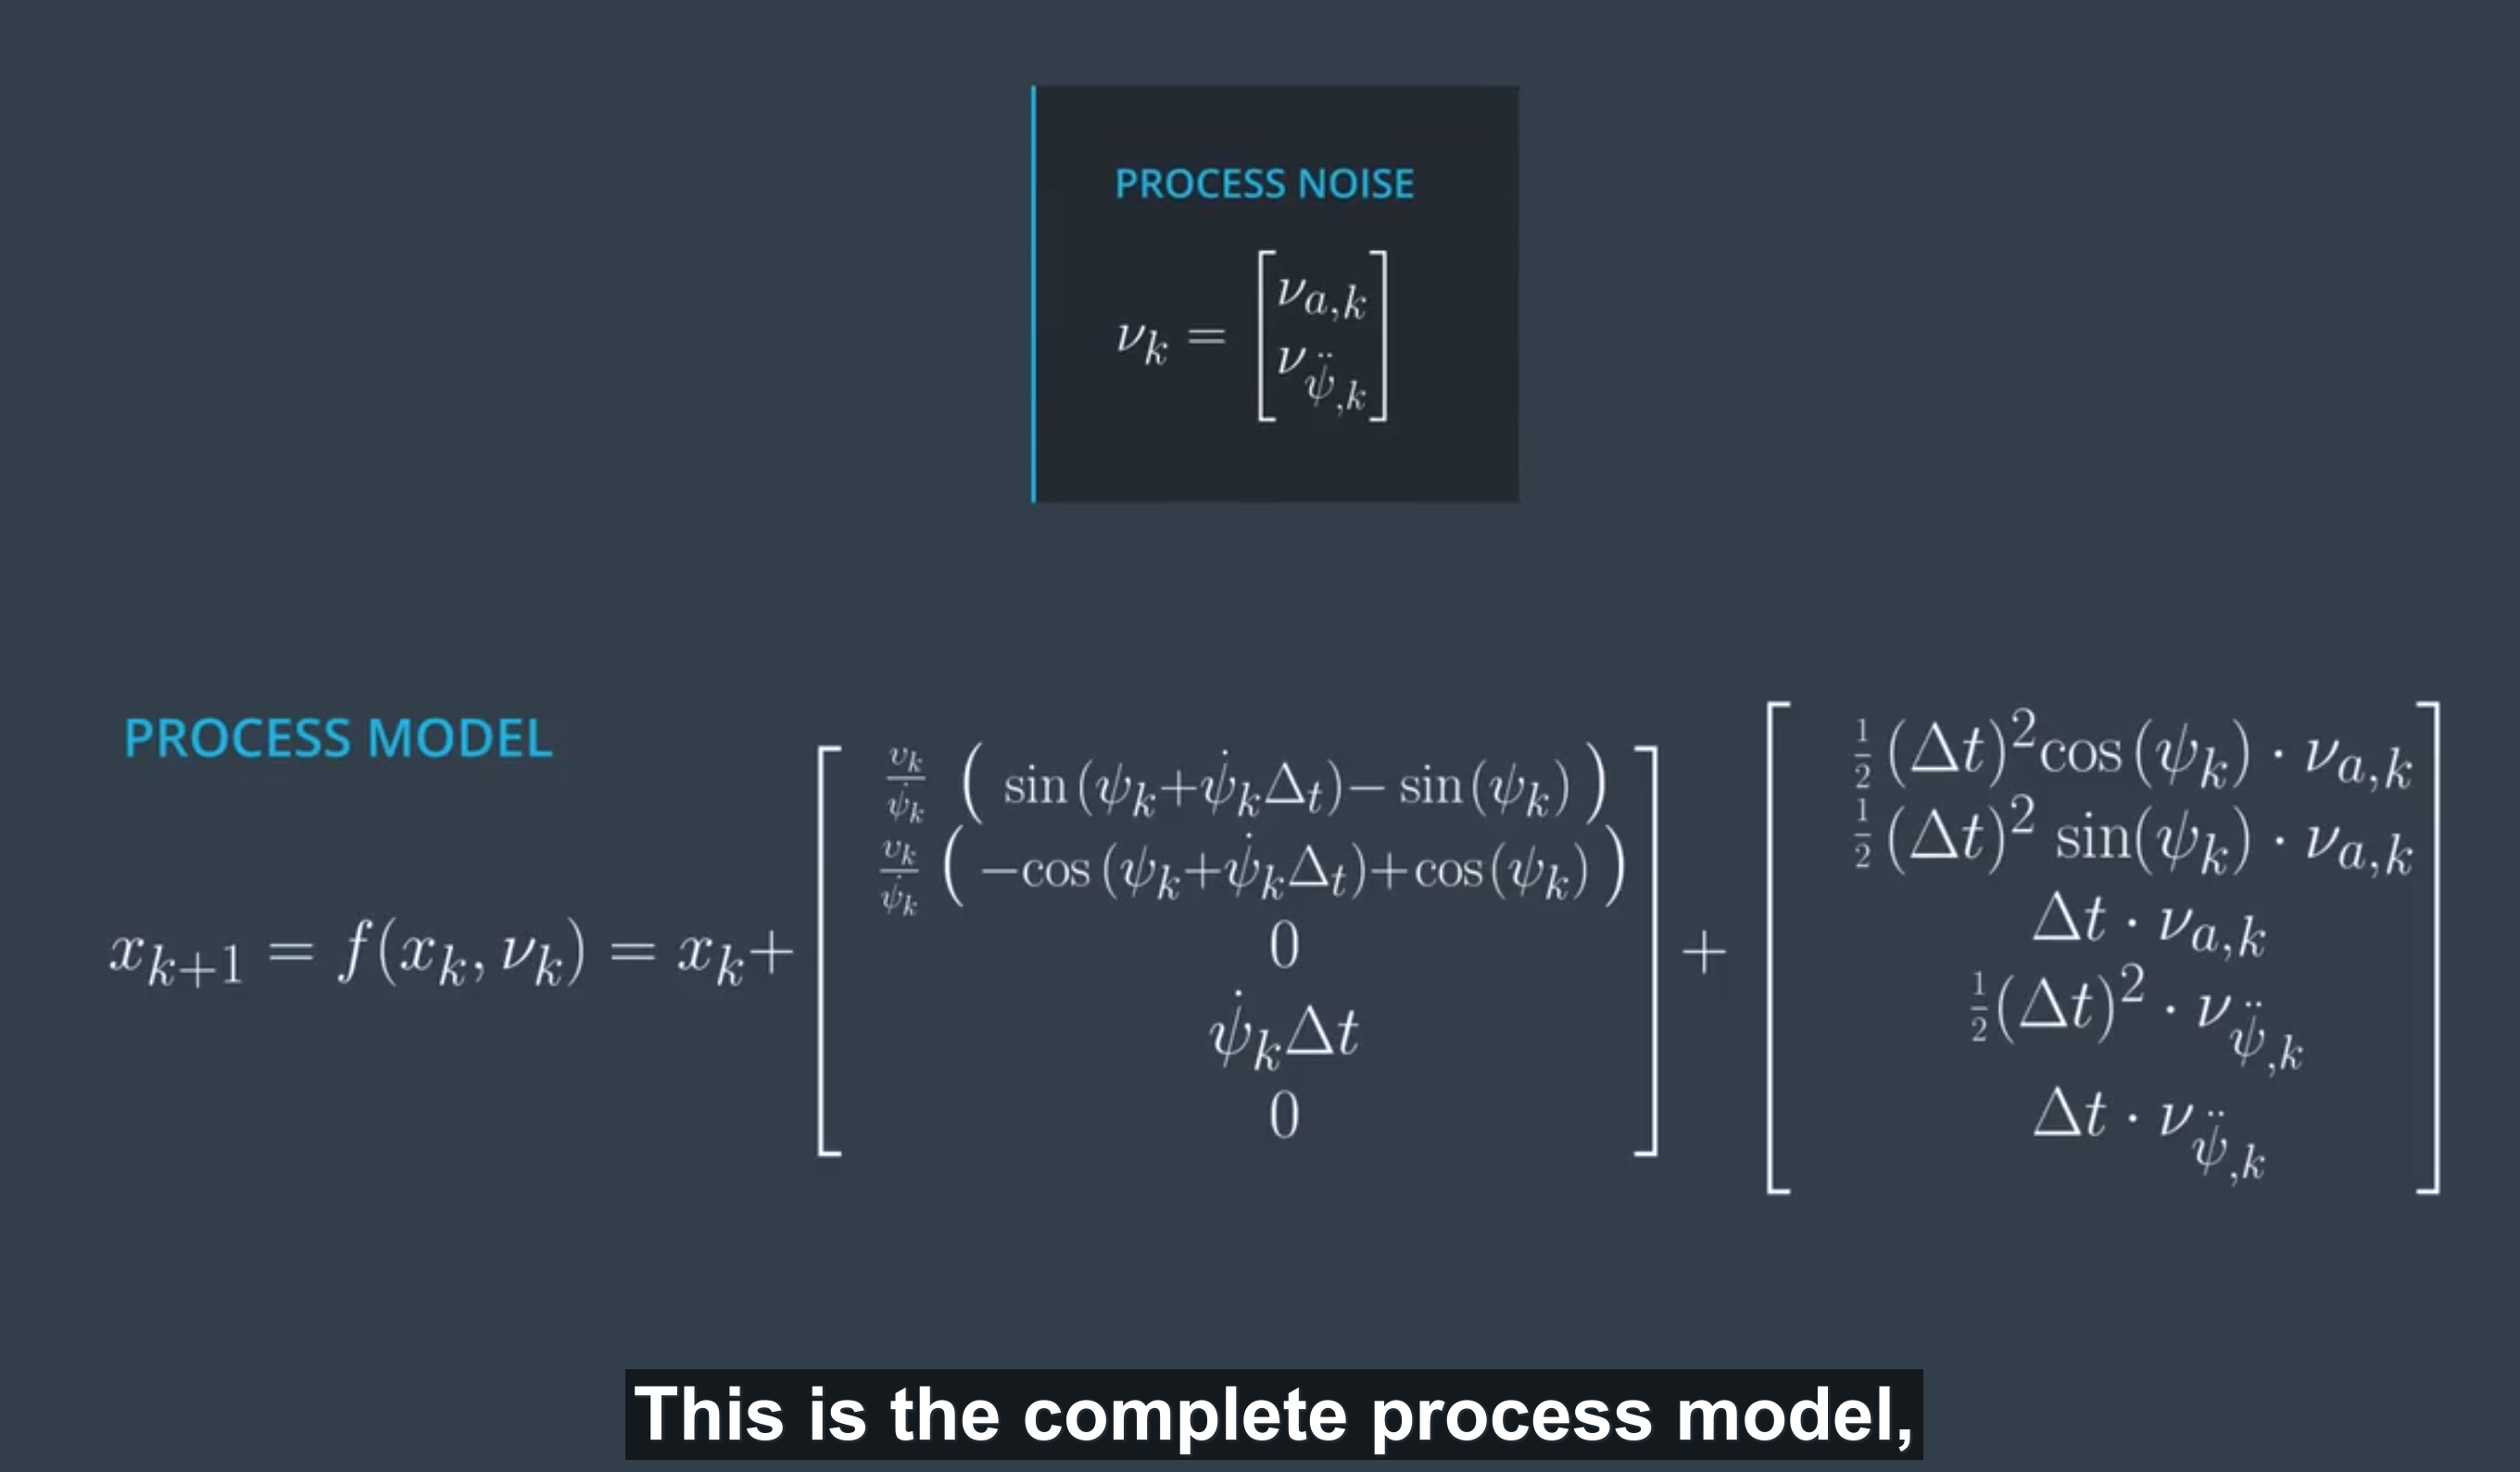 PROCESS NOISE
$\nu_k = \begin{bmatrix} \nu_{a,k} \\ \nu_{\ddot{\psi},k} \end{bmatrix}$
PROCESS MODEL
$x_{k+1} = f(x_k, \nu_k) = x_k + \begin{bmatrix} \frac{v_k}{\dot{\psi}_k} \left( \sin(\psi_k + \dot{\psi}_k \Delta_t) - \sin(\psi_k) \right) \\ \frac{v_k}{\dot{\psi}_k} \left( -\cos(\psi_k + \dot{\psi}_k \Delta_t) + \cos(\psi_k) \right) \\ 0 \\ \dot{\psi}_k \Delta t \\ 0 \end{bmatrix} + \begin{bmatrix} \frac{1}{2} (\Delta t)^2 \cos(\psi_k) \cdot \nu_{a,k} \\ \frac{1}{2} (\Delta t)^2 \sin(\psi_k) \cdot \nu_{a,k} \\ \Delta t \cdot \nu_{a,k} \\ \frac{1}{2} (\Delta t)^2 \cdot \nu_{\ddot{\psi},k} \\ \Delta t \cdot \nu_{\ddot{\psi},k} \end{bmatrix}$
This is the complete process model,